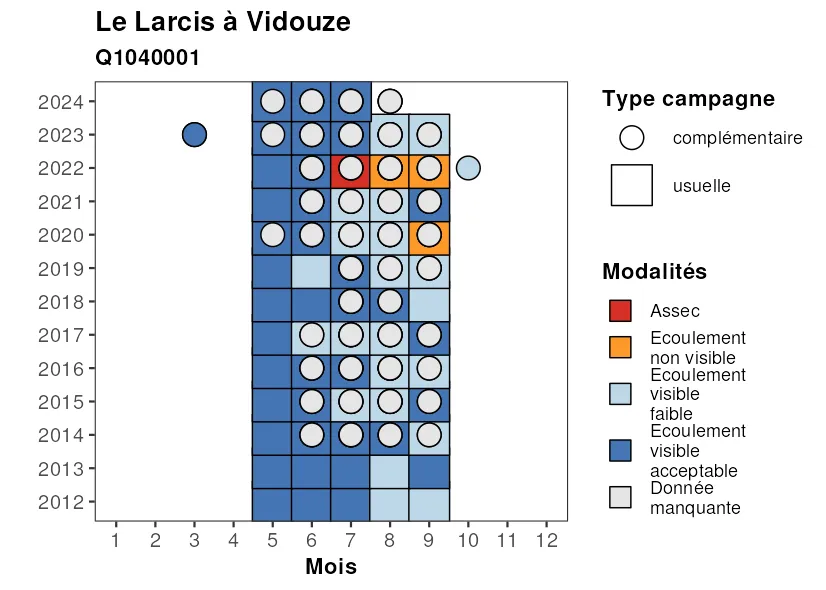 Le Larcis à Vidouze
Q1040001
2024
2023
2022
2021
2020
2019
2018
2017
2016
2015
2014
2013
2012
1 2 3 4 5 6 7 8 9 10 11 12
Mois
Type campagne
complémentaire
usuelle
Modalités
Assec
Ecoulement
non visible
Ecoulement
visible
faible
Ecoulement
visible
acceptable
Donnée
manquante